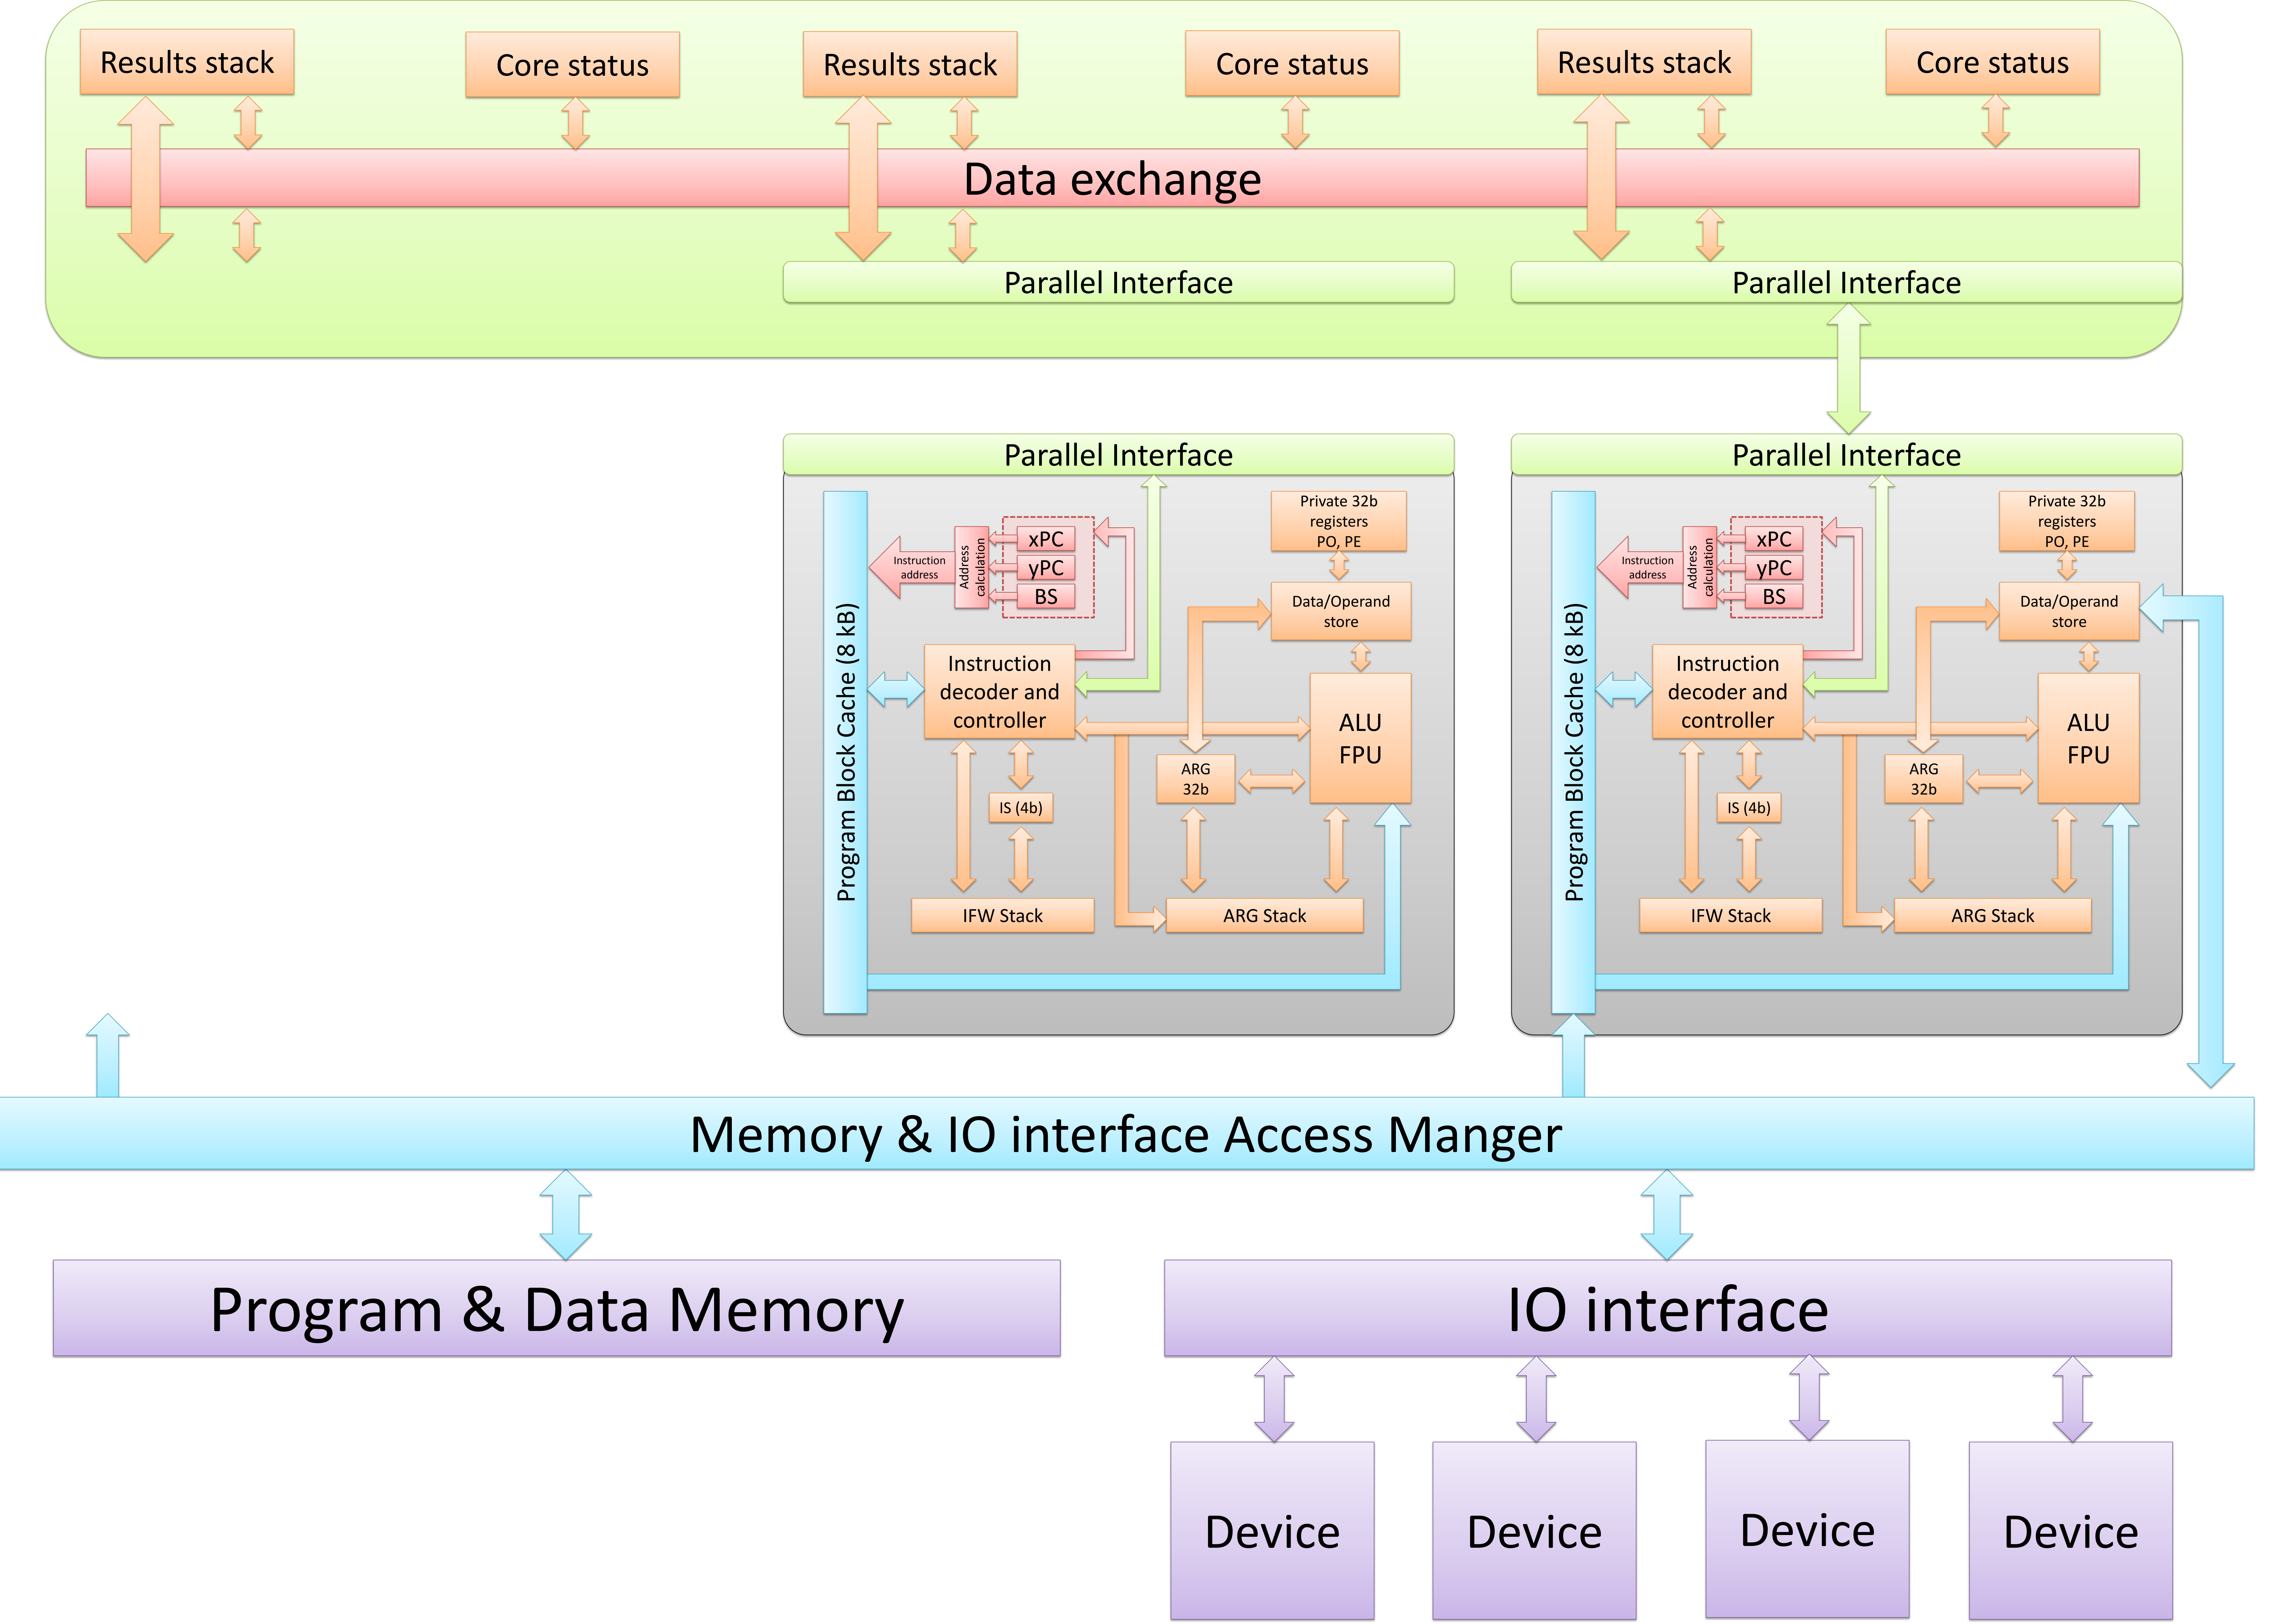 Results stack
Core status
Results stack
Core status
Results stack
Core status
Data exchange
Parallel Interface
Parallel Interface
Parallel Interface
Program Block Cache (8 kB)
Instruction
address
Address
calculation
xPC
yPC
BS
Private 32b
registers
PO, PE
Data/Operand
store
Instruction
decoder and
controller
ALU
FPU
ARG
32b
IS (4b)
IFW Stack
ARG Stack
Parallel Interface
Program Block Cache (8 kB)
Instruction
address
Address
calculation
xPC
yPC
BS
Private 32b
registers
PO, PE
Data/Operand
store
Instruction
decoder and
controller
ALU
FPU
ARG
32b
IS (4b)
IFW Stack
ARG Stack
Memory & IO interface Access Manger
Program & Data Memory
IO interface
Device
Device
Device
Device